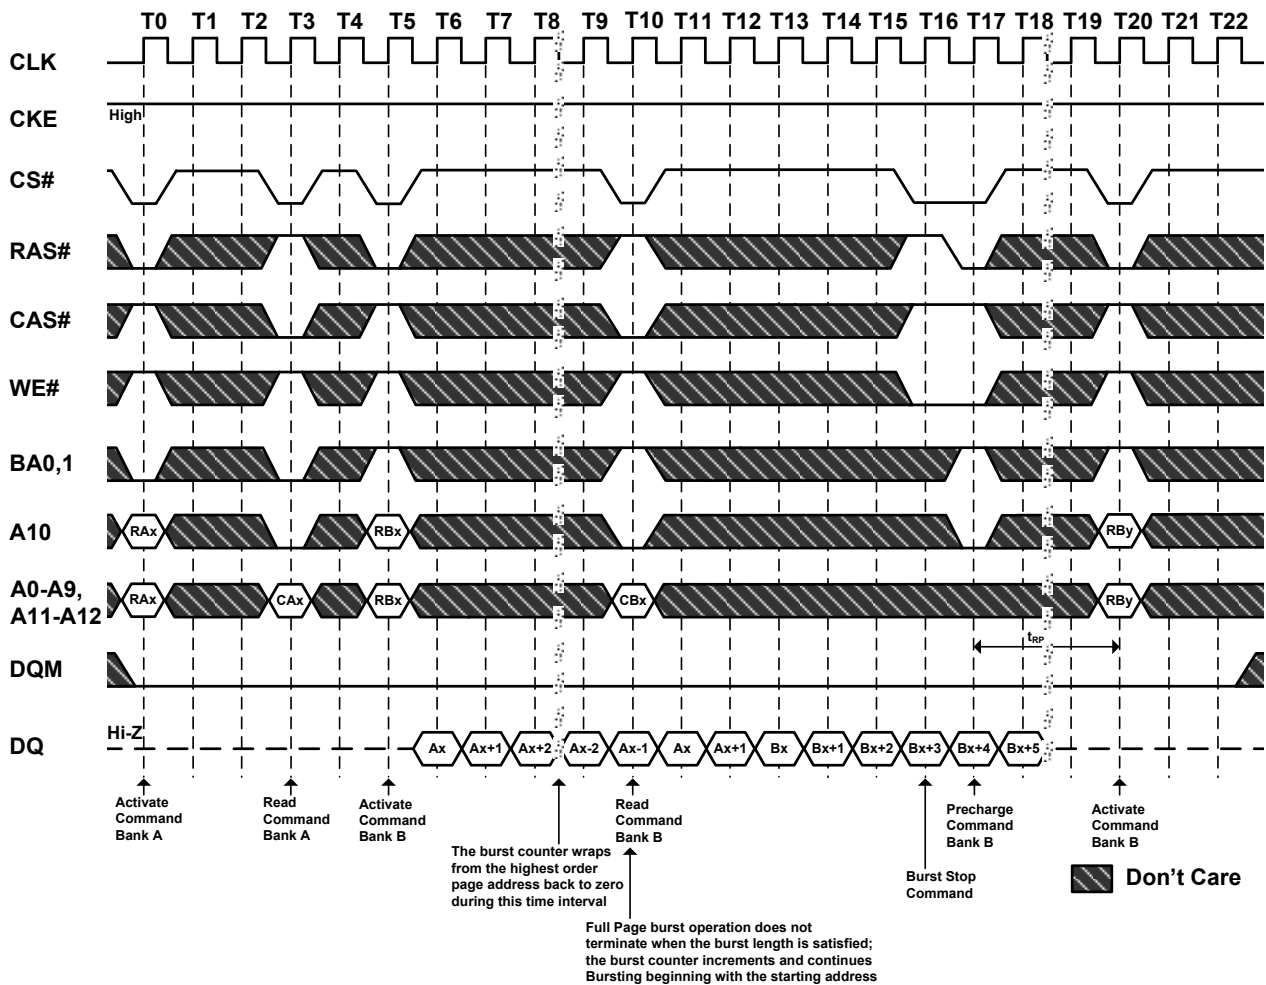 T0 T1 T2 T3 T4 T5 T6 T7 T8 T9 T10 T11 T12 T13 T14 T15 T16 T17 T18 T19 T20 T21 T22
CLK
CKE
High
CS#
RAS#
CAS#
WE#
BA0,1
A10
RAx RBx RBy
A0-A9,
A11-A12
RAx CAx RBx CBx RBy
tRP
DQM
DQ
Hi-Z
Ax Ax+1 Ax+2 Ax-2 Ax-1 Ax Ax+1 Bx Bx+1 Bx+2 Bx+3 Bx+4 Bx+5
Activate
Command
Bank A
Read
Command
Bank A
Activate
Command
Bank B
The burst counter wraps
from the highest order
page address back to zero
during this time interval
Read
Command
Bank B
Full Page burst operation does not
terminate when the burst length is satisfied;
the burst counter increments and continues
Bursting beginning with the starting address
Burst Stop
Command
Precharge
Command
Bank B
Activate
Command
Bank B
Don't Care